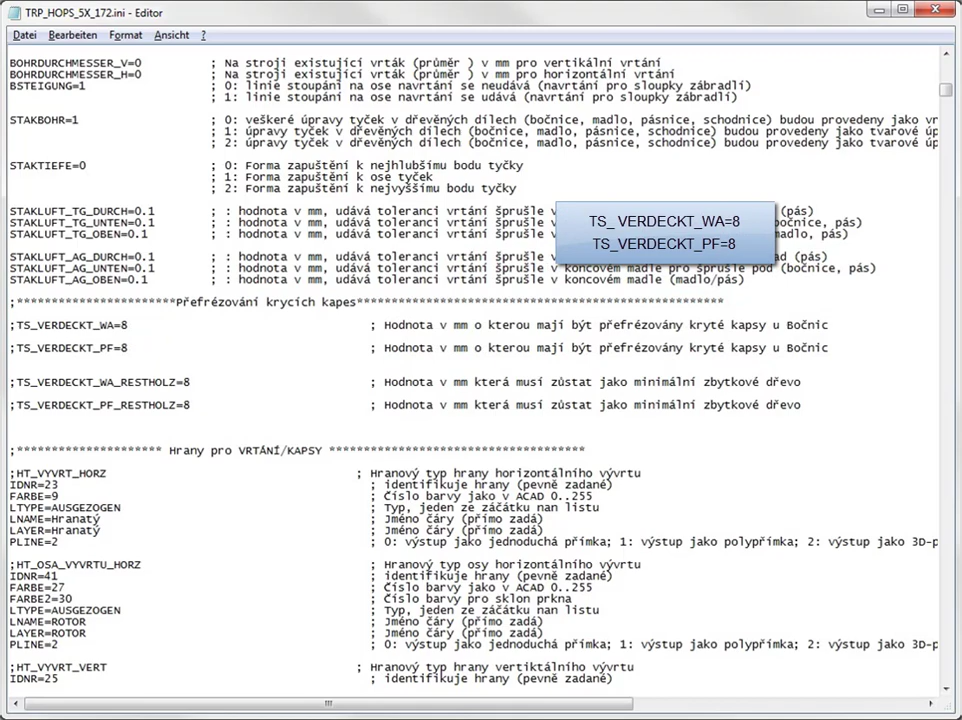 TRP_HOPS_5X_172.ini - Editor
Datei Bearbeiten Format Ansicht ?
BOHRDURCHMESSER_V=0 ; Na stroji existující vrták (průměr ) v mm pro vertikální vrtání
BOHRDURCHMESSER_H=0 ; Na stroji existující vrták (průměr ) v mm pro horizontální vrtání
BSTEIGUNG=1 ; 0: linie stoupání na ose navrtání se neudává (navrtání pro sloupky zábradlí)
; 1: linie stoupání na ose navrtání se udává (navrtání pro sloupky zábradlí)
STAKBOHR=1 ; 0: veškeré úpravy tyček v dřevěných dílech (bočnice, madlo, pásnice, schodnice) budou provedeny jako vr
; 1: úpravy tyček v dřevěných dílech (bočnice, madlo, pásnice, schodnice) budou provedeny jako tvarové úp
; 2: úpravy tyček v dřevěných dílech (bočnice, madlo, pásnice, schodnice) budou provedeny jako tvarové úp
STAKTIEFE=0 ; 0: Forma zapuštění k nejhlubšímu bodu tyčky
; 1: Forma zapuštění k ose tyček
; 2: Forma zapuštění k nejvyššímu bodu tyčky
STAKLUFT_TG_DURCH=0.1 ; : hodnota v mm, udává toleranci vrtání šprušle v (pás)
STAKLUFT_TG_UNTEN=0.1 ; : hodnota v mm, udává toleranci vrtání šprušle v bočnice, pás)
STAKLUFT_TG_OBEN=0.1 ; : hodnota v mm, udává toleranci vrtání šprušle v madlo, pás)
TS_ VERDECKT_WA=8
TS_VERDECKT_PF=8
STAKLUFT_AG_DURCH=0.1 ; : hodnota v mm, udává toleranci vrtání šprušle v (pás)
STAKLUFT_AG_UNTEN=0.1 ; : hodnota v mm, udává toleranci vrtání šprušle v koncovém madle pro šprušle pod (bočnice, pás)
STAKLUFT_AG_OBEN=0.1 ; : hodnota v mm, udává toleranci vrtání šprušle v koncovém madle (madlo/pás)
;***********************Přefrézování krycích kapes*****************************************************
;TS_VERDECKT_WA=8 ; Hodnota v mm o kterou mají být přefrézovány kryté kapsy u Bočnic
;TS_VERDECKT_PF=8 ; Hodnota v mm o kterou mají být přefrézovány kryté kapsy u Bočnic
;TS_VERDECKT_WA_RESTHOLZ=8 ; Hodnota v mm která musí zůstat jako minimální zbytkové dřevo
;TS_VERDECKT_PF_RESTHOLZ=8 ; Hodnota v mm která musí zůstat jako minimální zbytkové dřevo
;********************* Hrany pro VRTÁNÍ/KAPSY *************************************
;HT_VYVRT_HORZ ; Hranový typ hrany horizontálního vývrtu
IDNR=23 ; identifikuje hrany (pevně zadané)
FARBE=9 ; Číslo barvy jako v ACAD 0..255
LTYPE=AUSGEZOGEN ; Typ, jeden ze záčátku nan listu
LNAME=Hranatý ; Jméno čáry (přímo zadá)
LAYER=Hranatý ; Jméno čáry (přímo zadá)
PLINE=2 ; 0: výstup jako jednoduchá přímka; 1: výstup jako polypřímka; 2: výstup jako 3D-p
;HT_OSA_VYVRTU_HORZ ; Hranový typ osy horizontálního vývrtu
IDNR=41 ; identifikuje hrany (pevně zadané)
FARBE=27 ; Číslo barvy jako v ACAD 0..255
FARBE2=30 ; Číslo barvy pro sklon prkna
LTYPE=AUSGEZOGEN ; Typ, jeden ze záčátku nan listu
LNAME=ROTOR ; Jméno čáry (přímo zadá)
LAYER=ROTOR ; Jméno čáry (přímo zadá)
PLINE=2 ; 0: výstup jako jednoduchá přímka; 1: výstup jako polypřímka; 2: výstup jako 3D-p
;HT_VYVRT_VERT ; Hranový typ hrany vertiktálního vývrtu
IDNR=25 ; identifikuje hrany (pevně zadané)